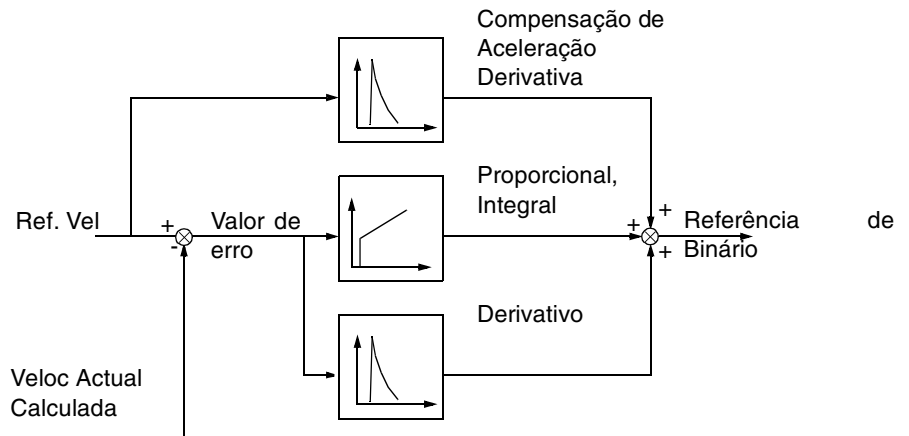 Compensação de
Aceleração
Derivativa
Proporcional,
Integral
Ref. Vel
+
-
Valor de
erro
+
+
+
Referência de
Binário
Derivativo
Veloc Actual
Calculada